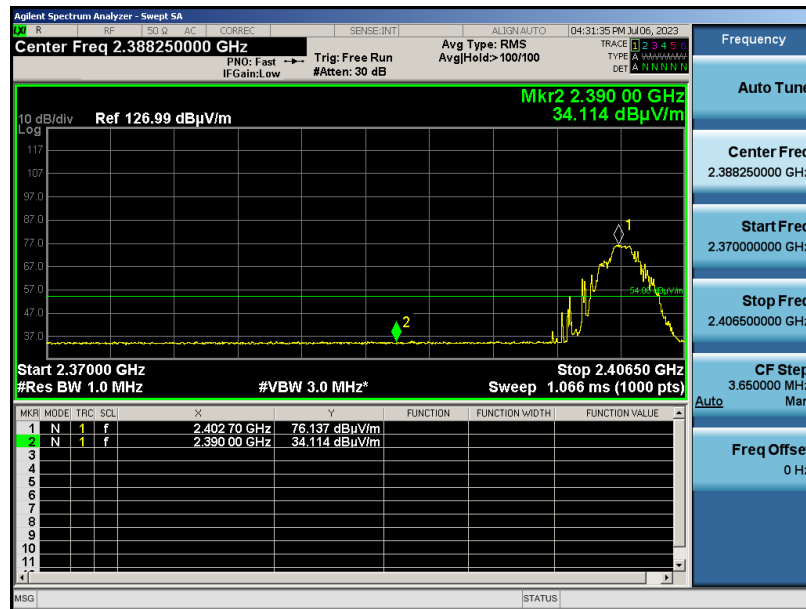 Agilent Spectrum Analyzer - Swept SA
LXI R RF 50 Ω AC CORREC SENSE:INT ALIGN AUTO 04:31:35 PM Jul 06, 2023
Center Freq 2.388250000 GHz
PNO: Fast
IFGain:Low
Trig: Free Run
#Atten: 30 dB
Avg Type: RMS
Avg|Hold:>100/100
TRACE 1 2 3 4 5 6
TYPE A WWWWW
DET A N N N N N
Mkr2 2.390 00 GHz
34.114 dBµV/m
10 dB/div Ref 126.99 dBµV/m
Log
117
107
97.0
87.0
77.0
67.0
57.0
47.0
37.0
1
2
54.00 dBµV/m
Start 2.37000 GHz Stop 2.40650 GHz
#Res BW 1.0 MHz #VBW 3.0 MHz* Sweep 1.066 ms (1000 pts)
MKR MODE TRC SCL X Y FUNCTION FUNCTION WIDTH FUNCTION VALUE
1 N 1 f 2.402 70 GHz 76.137 dBµV/m
2 N 1 f 2.390 00 GHz 34.114 dBµV/m
3
4
5
6
7
8
9
10
11
MSG STATUS
Frequency
Auto Tune
Center Freq
2.388250000 GHz
Start Freq
2.370000000 GHz
Stop Freq
2.406500000 GHz
CF Step
3.650000 MHz
Auto Man
Freq Offset
0 Hz